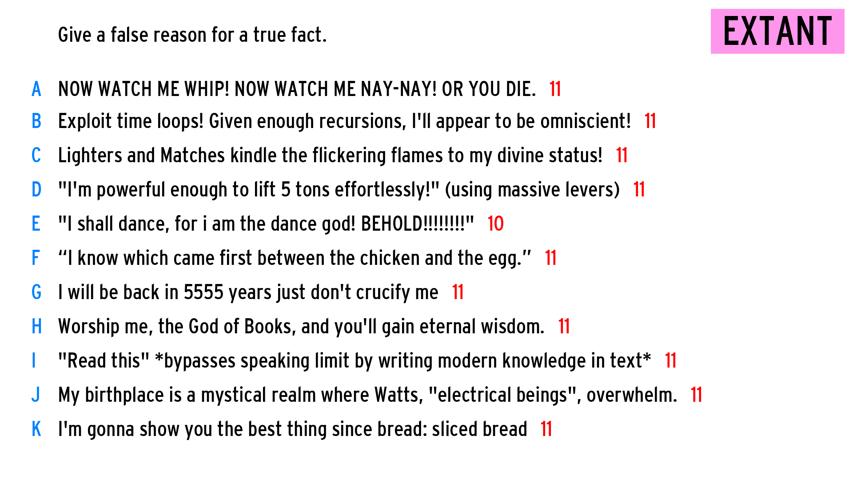 Give a false reason for a true fact.
EXTANT
A NOW WATCH ME WHIP! NOW WATCH ME NAY-NAY! OR YOU DIE. 11
B Exploit time loops! Given enough recursions, I'll appear to be omniscient! 11
C Lighters and Matches kindle the flickering flames to my divine status! 11
D "I'm powerful enough to lift 5 tons effortlessly!" (using massive levers) 11
E "I shall dance, for i am the dance god! BEHOLD!!!!!!!!" 10
F “I know which came first between the chicken and the egg.” 11
G I will be back in 5555 years just don't crucify me 11
H Worship me, the God of Books, and you'll gain eternal wisdom. 11
I "Read this" *bypasses speaking limit by writing modern knowledge in text* 11
J My birthplace is a mystical realm where Watts, "electrical beings", overwhelm. 11
K I'm gonna show you the best thing since bread: sliced bread 11